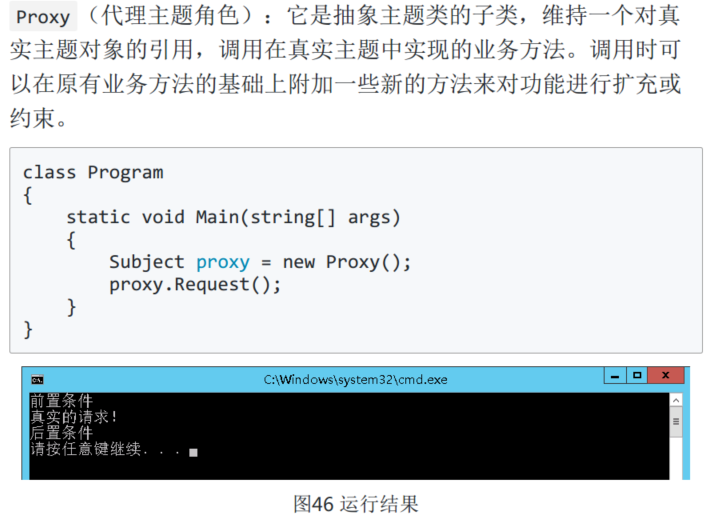 Proxy（代理主题角色）：它是抽象主题类的子类，维持一个对真
实主题对象的引用，调用在真实主题中实现的业务方法。调用时可
以在原有业务方法的基础上附加一些新的方法来对功能进行扩充或
约束。
class Program
{
    static void Main(string[] args)
    {
        Subject proxy = new Proxy();
        proxy.Request();
    }
}
C:\Windows\system32\cmd.exe
前置条件
真实的请求!
后置条件
请按任意键继续. . .
图46 运行结果